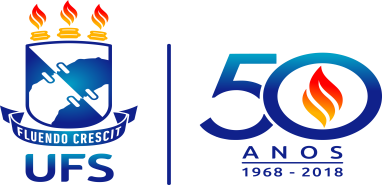 FLUENDO CRESCIT
UFS
50
ANOS
1968 - 2018